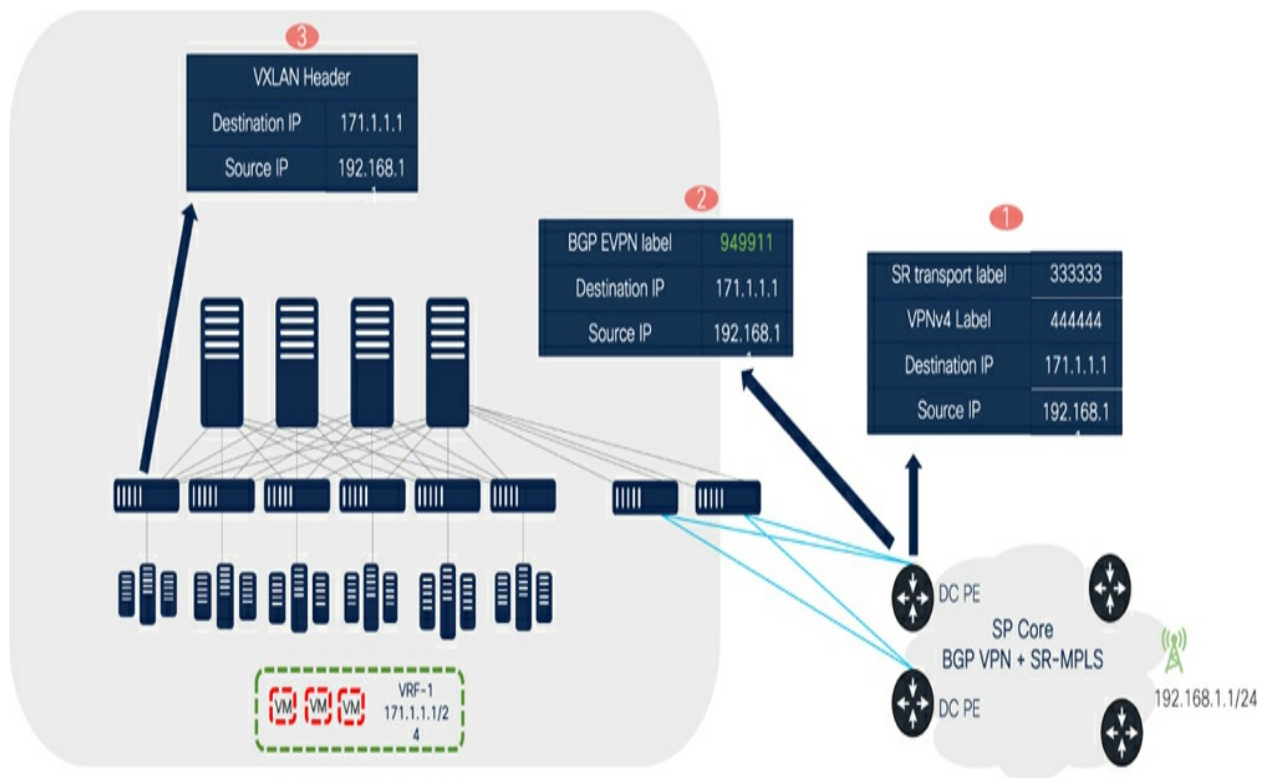 3
VXLAN Header
Destination IP 171.1.1.1
Source IP 192.168.1
2
BGP EVPN label 949911
Destination IP 171.1.1.1
Source IP 192.168.1
1
SR transport label 333333
VPNv4 Label 444444
Destination IP 171.1.1.1
Source IP 192.168.1
DC PE
SP Core
BGP VPN + SR-MPLS
DC PE
192.168.1.1/24
VM VM VM
VRF-1
171.1.1.1/2
4